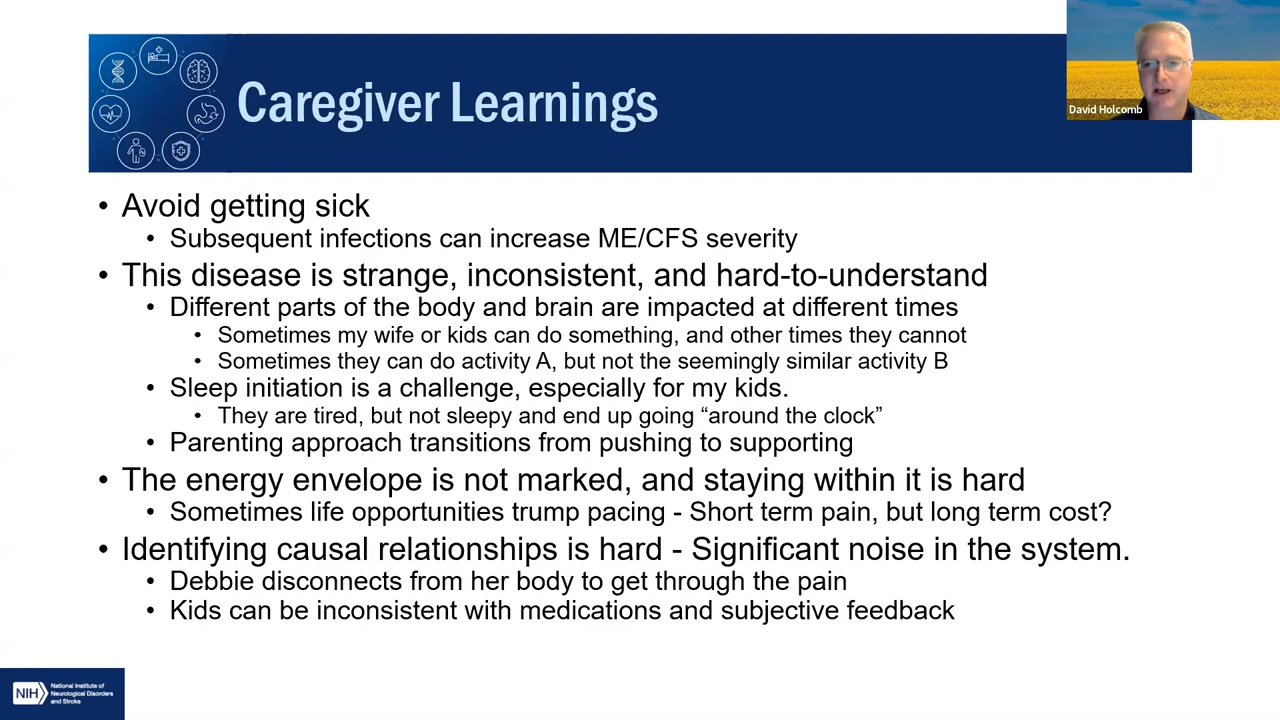 Caregiver Learnings
David Holcomb
• Avoid getting sick
• Subsequent infections can increase ME/CFS severity
• This disease is strange, inconsistent, and hard-to-understand
• Different parts of the body and brain are impacted at different times
• Sometimes my wife or kids can do something, and other times they cannot
• Sometimes they can do activity A, but not the seemingly similar activity B
• Sleep initiation is a challenge, especially for my kids.
• They are tired, but not sleepy and end up going “around the clock”
• Parenting approach transitions from pushing to supporting
• The energy envelope is not marked, and staying within it is hard
• Sometimes life opportunities trump pacing - Short term pain, but long term cost?
• Identifying causal relationships is hard - Significant noise in the system.
• Debbie disconnects from her body to get through the pain
• Kids can be inconsistent with medications and subjective feedback
NIH
National Institute of
Neurological Disorders
and Stroke